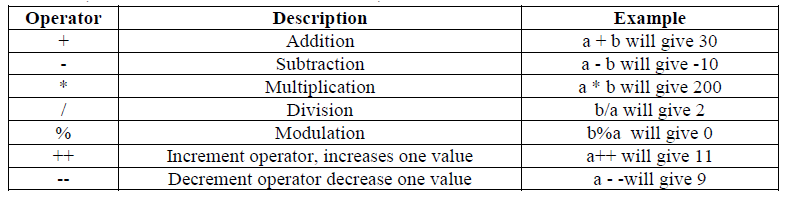 Operator Description Example
+ Addition a + b will give 30
- Subtraction a - b will give -10
* Multiplication a * b will give 200
/ Division b/a will give 2
% Modulation b%a will give 0
++ Increment operator, increases one value a++ will give 11
-- Decrement operator decrease one value a - -will give 9